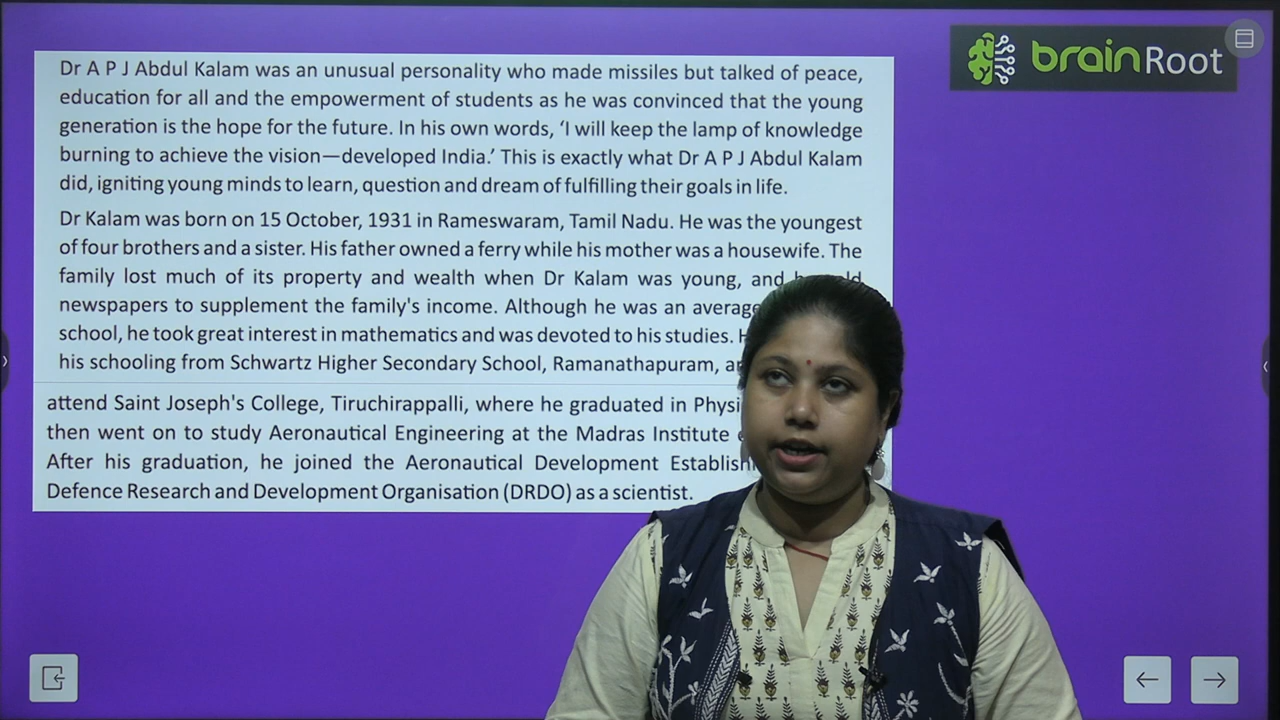 brainRoot
Dr A P J Abdul Kalam was an unusual personality who made missiles but talked of peace,
education for all and the empowerment of students as he was convinced that the young
generation is the hope for the future. In his own words, ‘I will keep the lamp of knowledge
burning to achieve the vision—developed India.’ This is exactly what Dr A P J Abdul Kalam
did, igniting young minds to learn, question and dream of fulfilling their goals in life.
Dr Kalam was born on 15 October, 1931 in Rameswaram, Tamil Nadu. He was the youngest
of four brothers and a sister. His father owned a ferry while his mother was a housewife. The
family lost much of its property and wealth when Dr Kalam was young, and
newspapers to supplement the family's income. Although he was an average
school, he took great interest in mathematics and was devoted to his studies.
his schooling from Schwartz Higher Secondary School, Ramanathapuram,
attend Saint Joseph's College, Tiruchirappalli, where he graduated in
then went on to study Aeronautical Engineering at the Madras Institute
After his graduation, he joined the Aeronautical Development
Defence Research and Development Organisation (DRDO) as a scientist.